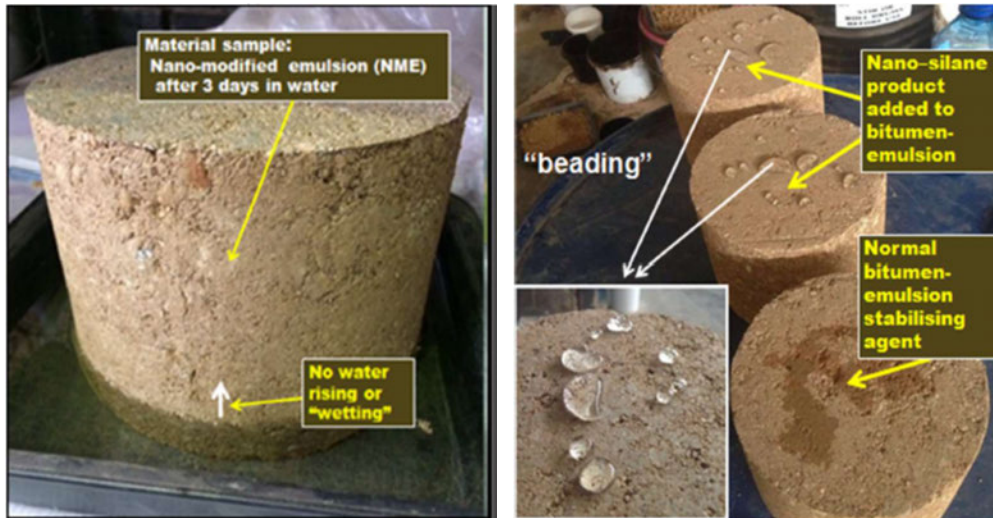 Material sample:
Nano-modified emulsion (NME)
after 3 days in water
No water
rising or
“wetting”
Nano–silane
product
added to
bitumen-
emulsion
“beading”
Normal
bitumen-
emulsion
stabilising
agent